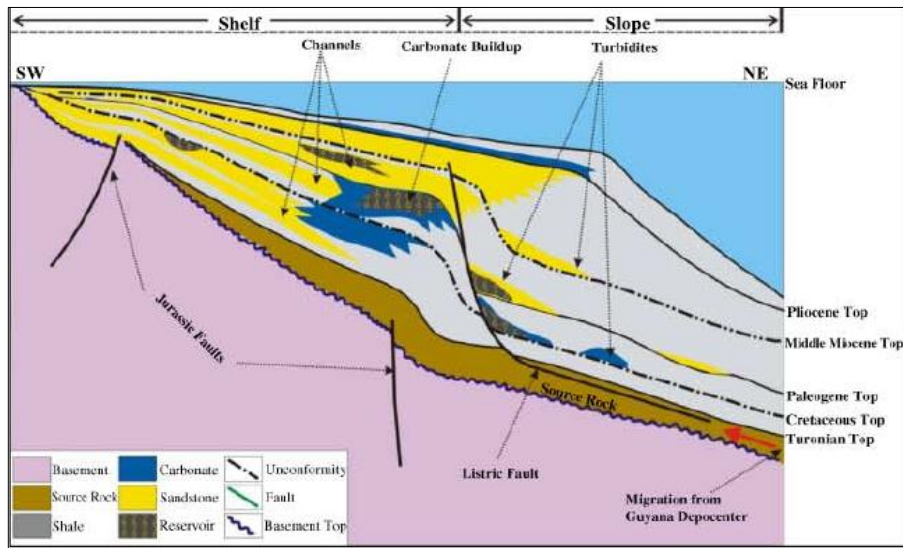 Shelf
Slope
Channels
Carbonate Buildup
Turbidites
SW
NE
Sea Floor
Jurassic Faults
Pliocene Top
Middle Miocene Top
Paleogene Top
Cretaceous Top
Turonian Top
Source Rock
Listric Fault
Migration from
Guyana Depocenter
Basement
Carbonate
Unconformity
Source Rock
Sandstone
Fault
Shale
Reservoir
Basement Top